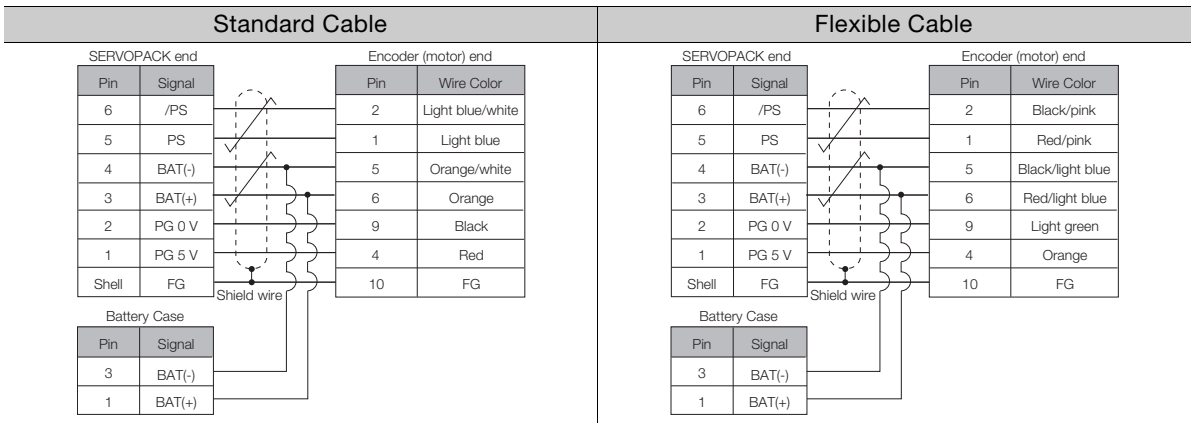 Standard Cable
SERVOPACK end Encoder (motor) end
Pin Signal Pin Wire Color
6 /PS 2 Light blue/white
5 PS 1 Light blue
4 BAT(-) 5 Orange/white
3 BAT(+) 6 Orange
2 PG 0 V 9 Black
1 PG 5 V 4 Red
Shell FG 10 FG
Shield wire
Battery Case
Pin Signal
3 BAT(-)
1 BAT(+)
Flexible Cable
SERVOPACK end Encoder (motor) end
Pin Signal Pin Wire Color
6 /PS 2 Black/pink
5 PS 1 Red/pink
4 BAT(-) 5 Black/light blue
3 BAT(+) 6 Red/light blue
2 PG 0 V 9 Light green
1 PG 5 V 4 Orange
Shell FG 10 FG
Shield wire
Battery Case
Pin Signal
3 BAT(-)
1 BAT(+)